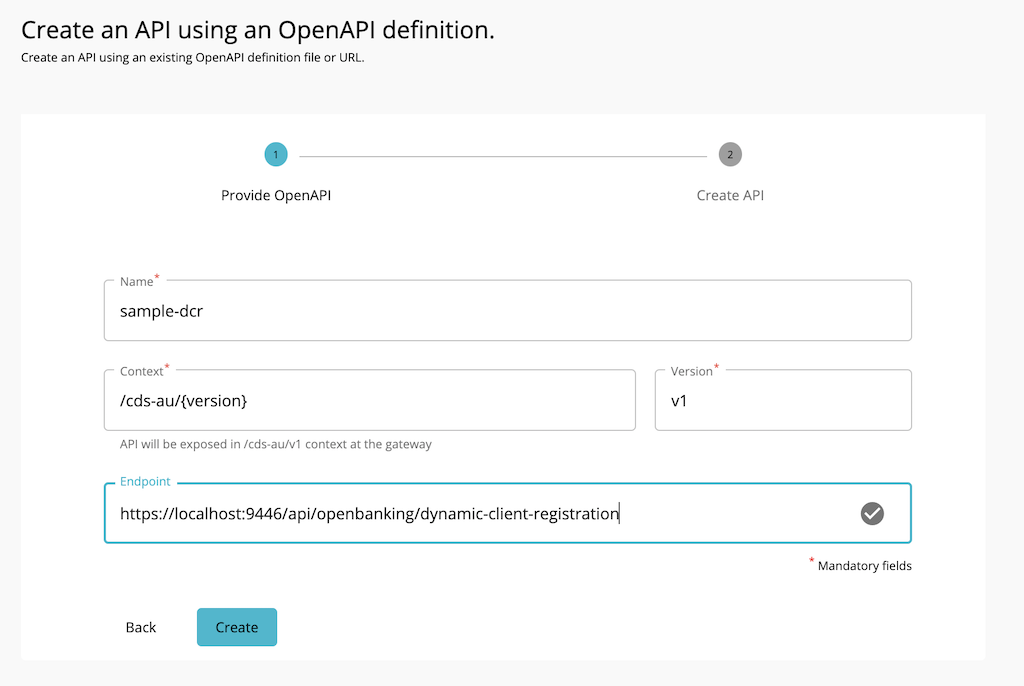 Create an API using an OpenAPI definition.
Create an API using an existing OpenAPI definition file or URL.
1
2
Provide OpenAPI
Create API
Name*
sample-dcr
Context*
Version*
/cds-au/{version}
v1
API will be exposed in /cds-au/v1 context at the gateway
Endpoint
https://localhost:9446/api/openbanking/dynamic-client-registration
* Mandatory fields
Back
Create